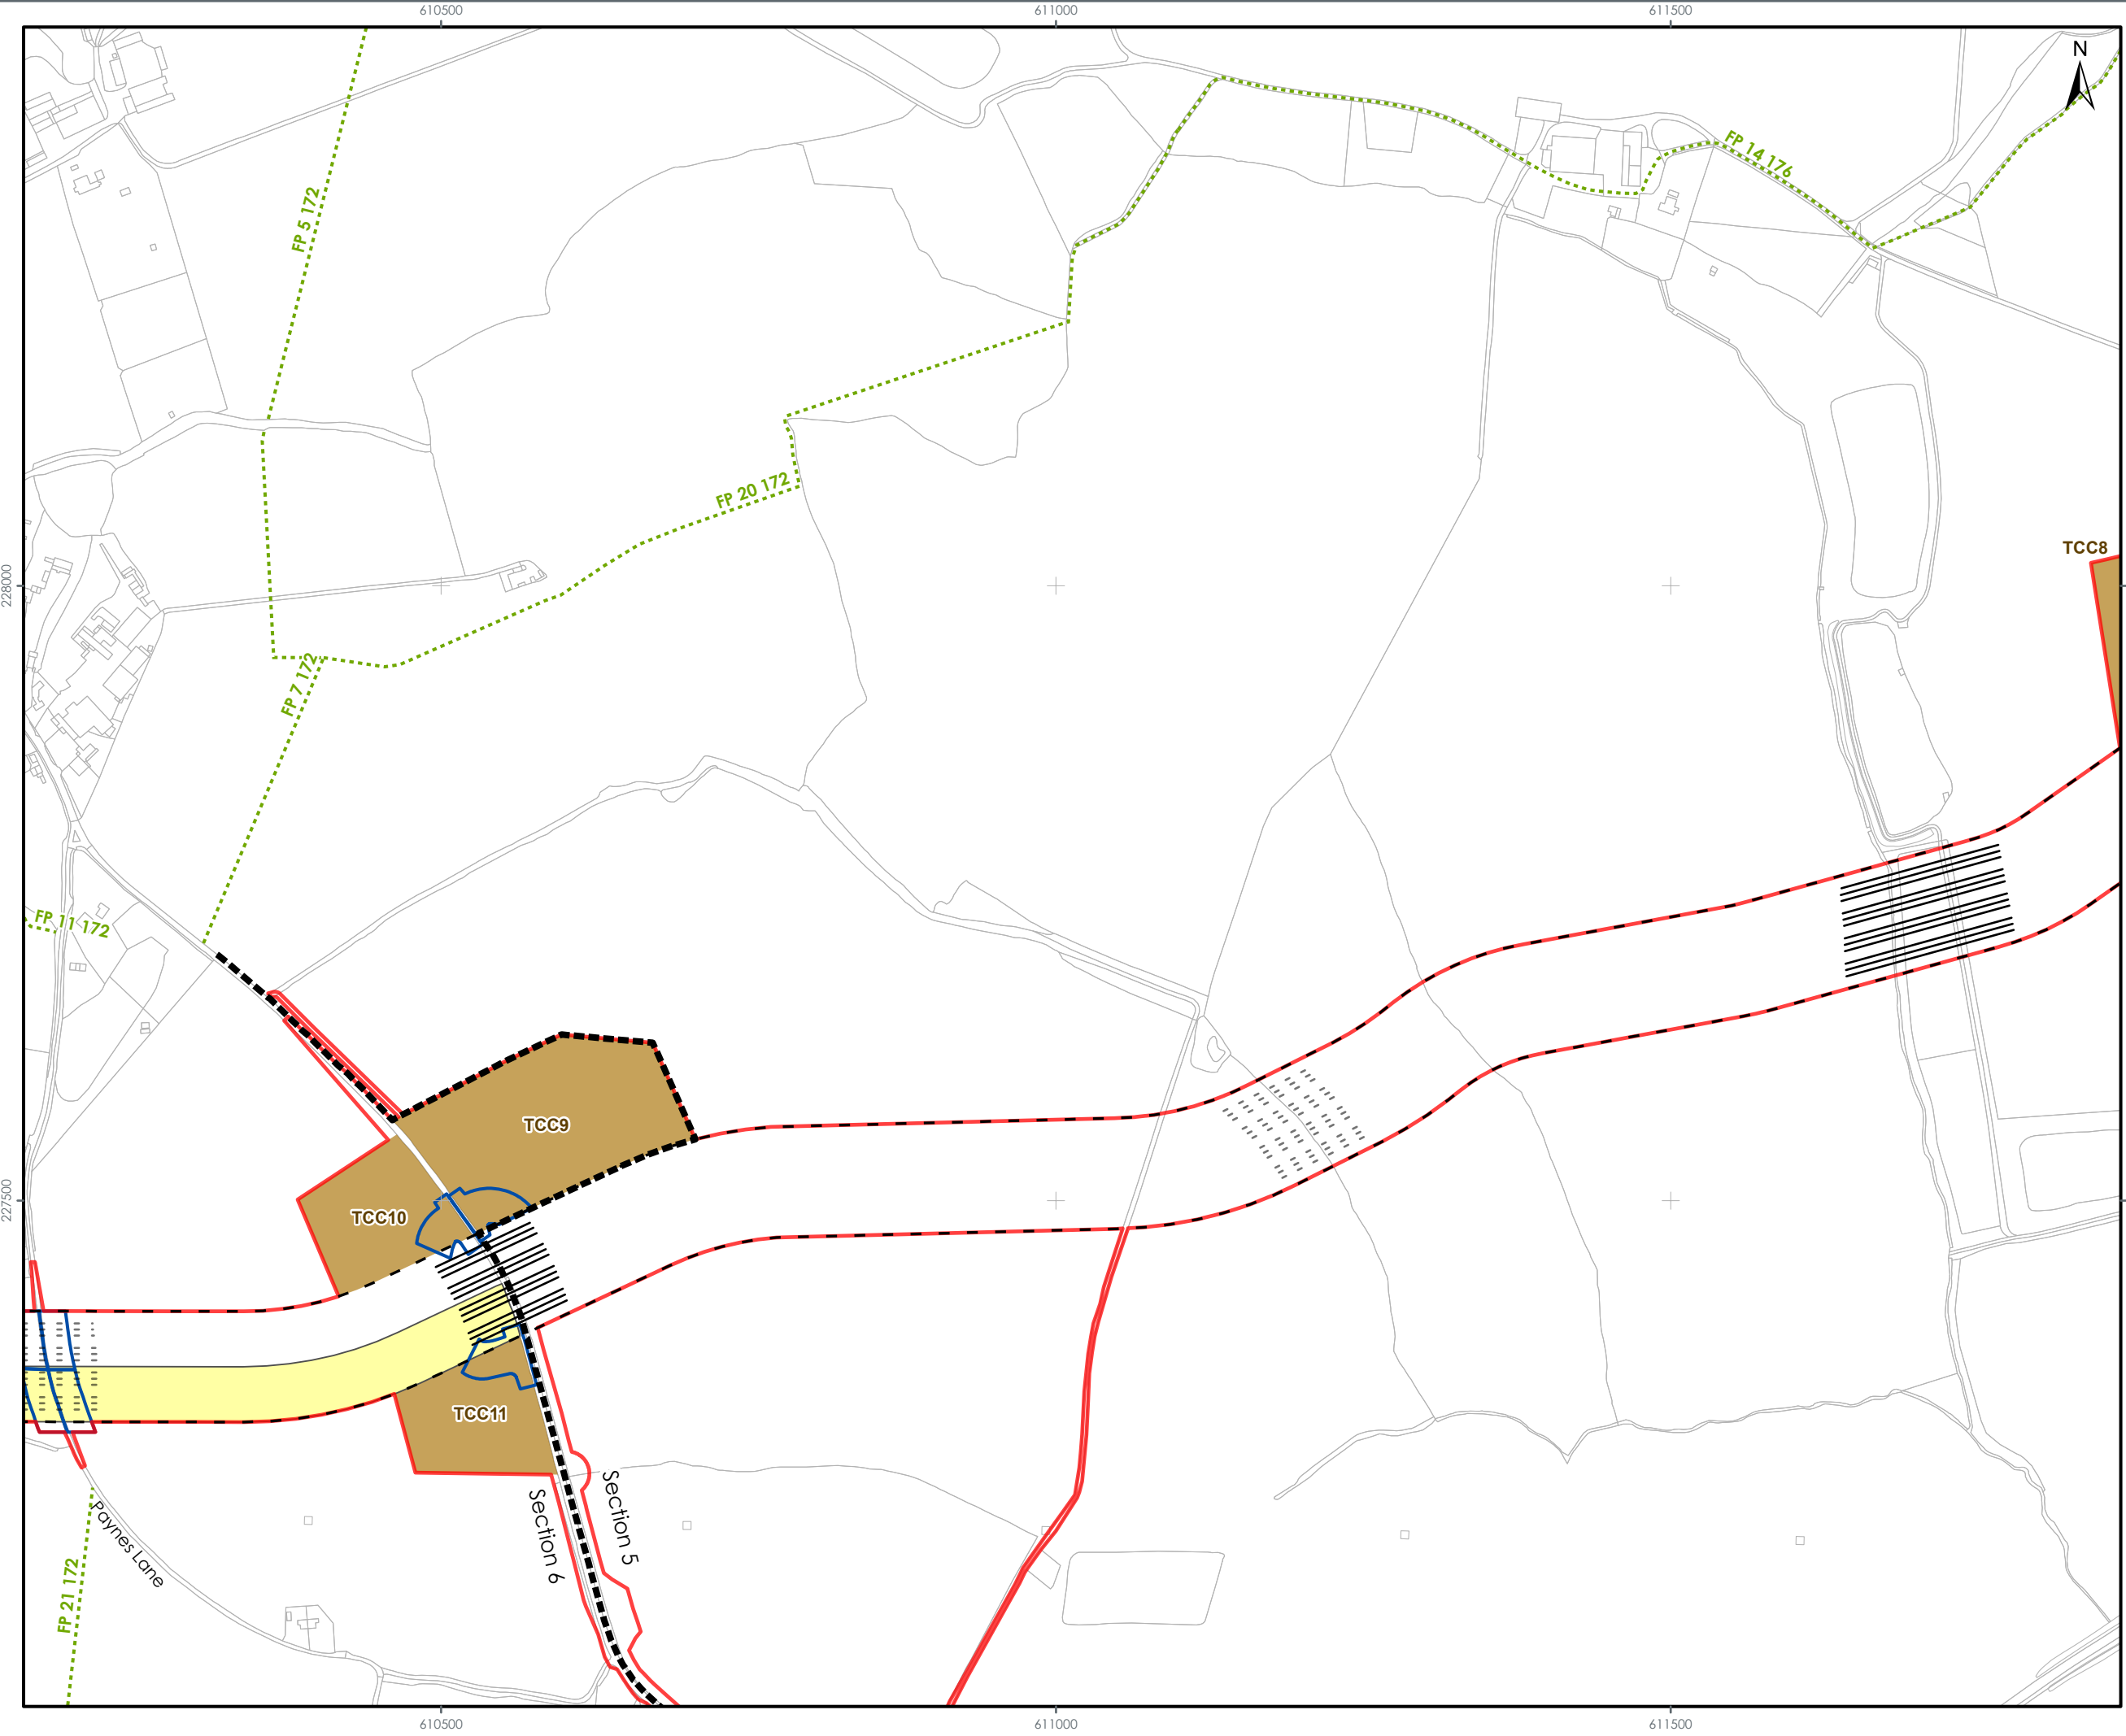 610500
611000
611500
N
FP 14 176
FP 5 172
FP 20 172
TCC8
228000
FP 7 172
FP 11 172
TCC9
227500
TCC10
TCC11
Section 5
Section 6
Paynes Lane
FP 21 172
610500
611000
611500